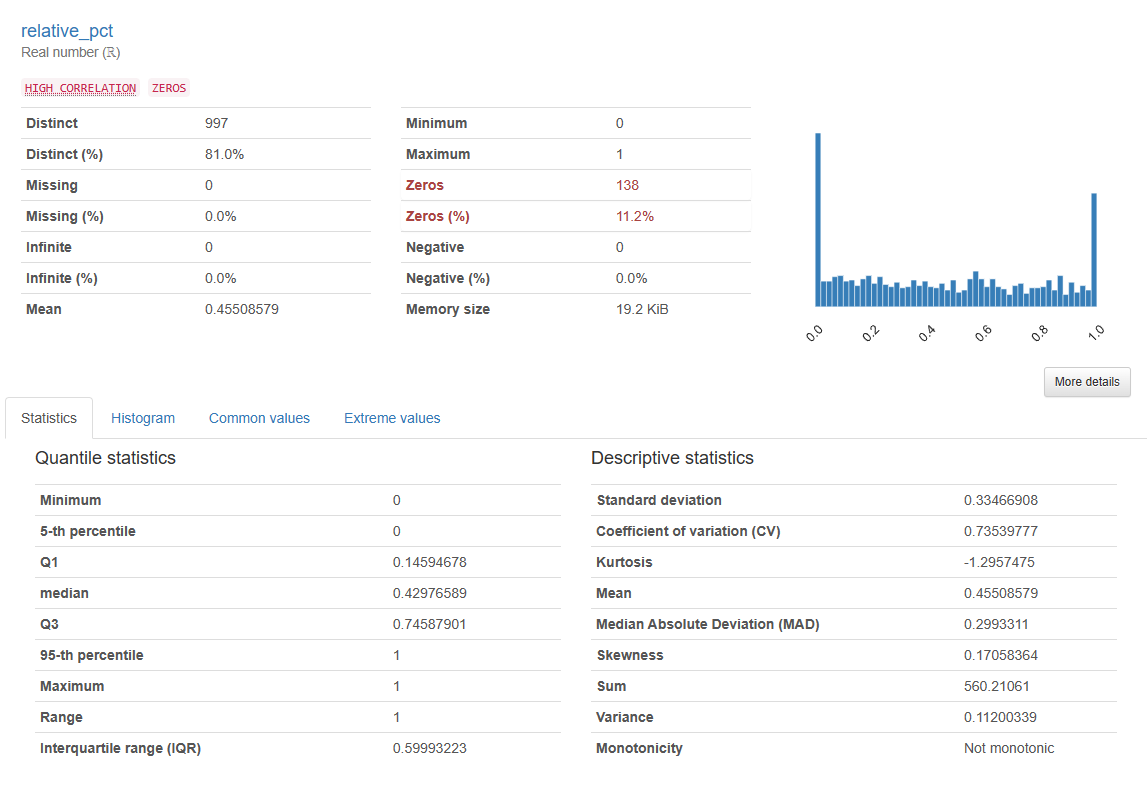 relative_pct
Real number (ℝ)
HIGH CORRELATION ZEROS
Distinct 997
Distinct (%) 81.0%
Missing 0
Missing (%) 0.0%
Infinite 0
Infinite (%) 0.0%
Mean 0.45508579
Minimum 0
Maximum 1
Zeros 138
Zeros (%) 11.2%
Negative 0
Negative (%) 0.0%
Memory size 19.2 KiB
0.0 0.2 0.4 0.6 0.8 1.0
More details
Statistics Histogram Common values Extreme values
Quantile statistics
Minimum 0
5-th percentile 0
Q1 0.14594678
median 0.42976589
Q3 0.74587901
95-th percentile 1
Maximum 1
Range 1
Interquartile range (IQR) 0.59993223
Descriptive statistics
Standard deviation 0.33466908
Coefficient of variation (CV) 0.73539777
Kurtosis -1.2957475
Mean 0.45508579
Median Absolute Deviation (MAD) 0.2993311
Skewness 0.17058364
Sum 560.21061
Variance 0.11200339
Monotonicity Not monotonic